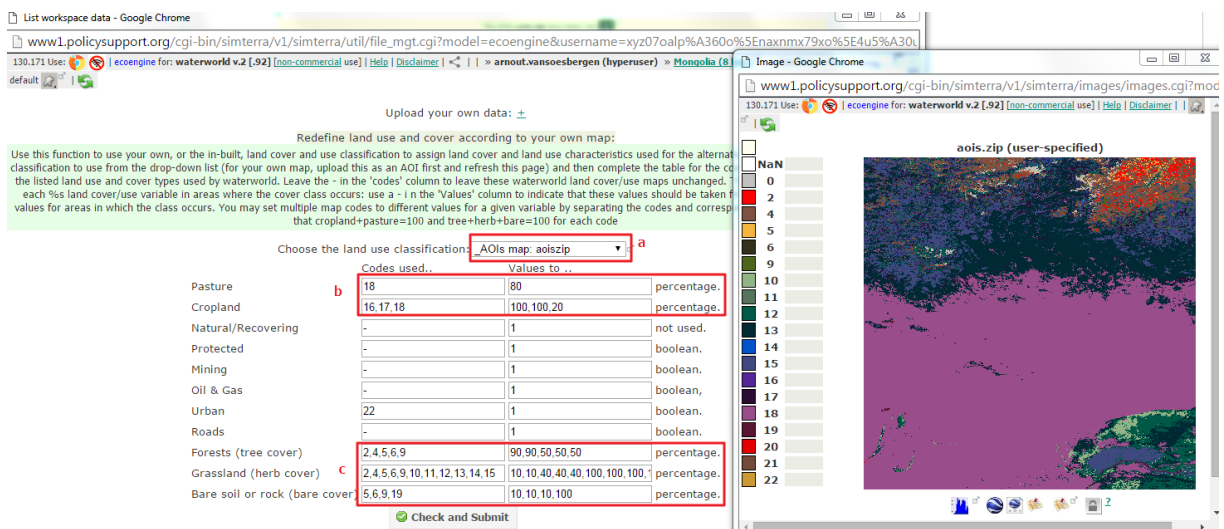 List workspace data - Google Chrome
www1.policysupport.org/cgi-bin/simterra/v1/simterra/util/file_mgt.cgi?model=ecoengine&username=xyz07oalp%A360o%5Enaxnmx79xo%5E4u5%A30u
130.171 Use: | ecoengine for: waterworld v.2 [.92] [non-commercial use] | Help | Disclaimer | < | | » arnout.vansoesbergen (hyperuser) » Mongolia (8
default |
Upload your own data: +
Redefine land use and cover according to your own map:
Use this function to use your own, or the in-built, land cover and use classification to assign land cover and land use characteristics used for the alternat
classification to use from the drop-down list (for your own map, upload this as an AOI first and refresh this page) and then complete the table for the co
the listed land use and cover types used by waterworld. Leave the - in the 'codes' column to leave these waterworld land cover/use maps unchanged. T
each %s land cover/use variable in areas where the cover class occurs: use a - i n the 'Values' column to indicate that these values should be taken f
values for areas in which the class occurs. You may set multiple map codes to different values for a given variable by separating the codes and corresp
that cropland+pasture=100 and tree+herb+bare=100 for each code
Choose the land use classification: _AOIs map: aoiszip a
Codes used.. Values to ..
b
Pasture 18 80 percentage.
Cropland 16,17,18 100,100,20 percentage.
Natural/Recovering - 1 not used.
Protected - 1 boolean.
Mining - 1 boolean.
Oil & Gas - 1 boolean,
Urban 22 1 boolean.
Roads - 1 boolean,
Forests (tree cover) 2,4,5,6,9 90,90,50,50,50 percentage.
Grassland (herb cover) c 2,4,5,6,9,10,11,12,13,14,15 10,10,40,40,40,100,100,100,1 percentage.
Bare soil or rock (bare cover) 5,6,9,19 10,10,10,100 percentage.
Check and Submit
Image - Google Chrome
www1.policysupport.org/cgi-bin/simterra/v1/simterra/images/images.cgi?mod
130.171 Use: | ecoengine for: waterworld v.2 [.92] [non-commercial use] | Help | Disclaimer | |
|
aois.zip (user-specified)
NaN
0
2
4
5
6
9
10
11
12
13
14
15
16
17
18
19
20
21
22
?